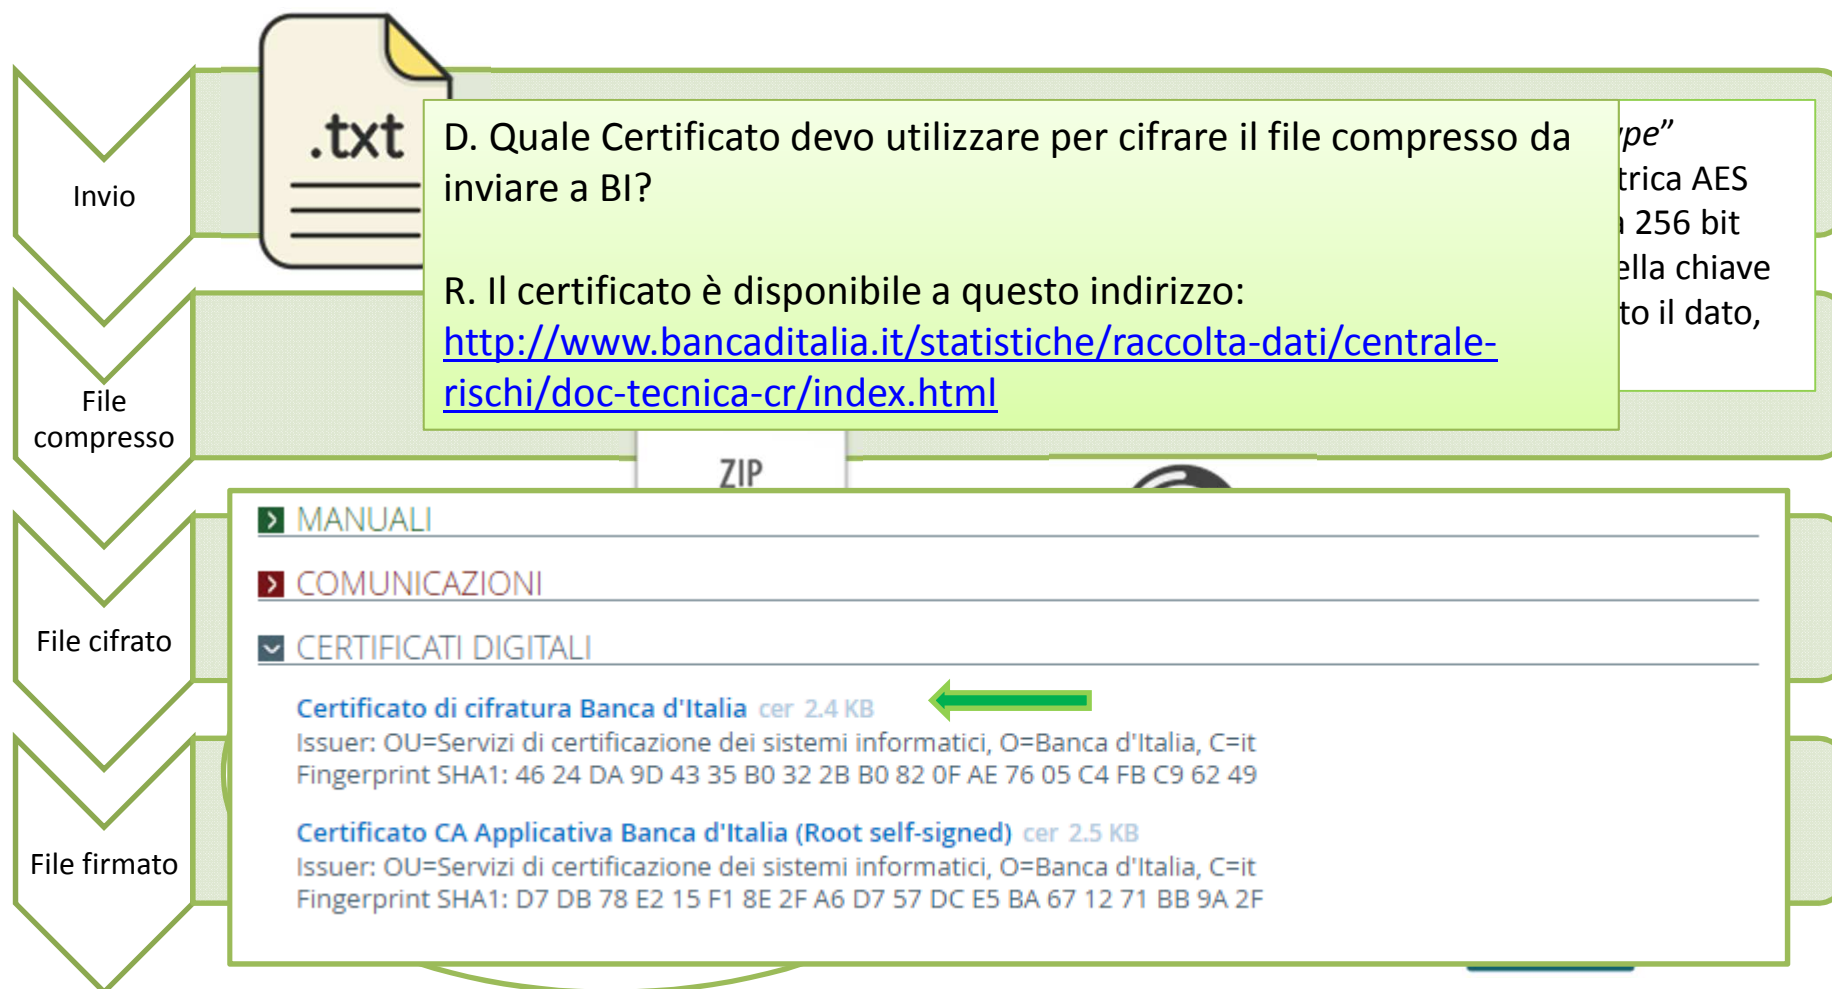 .txt
D. Quale Certificato devo utilizzare per cifrare il file compresso da
inviare a BI?
R. Il certificato è disponibile a questo indirizzo:
http://www.bancaditalia.it/statistiche/raccolta-dati/centrale-
rischi/doc-tecnica-cr/index.html
AES
256 bit
chiave
il dato,
Invio
File
compresso
ZIP
File cifrato
MANUALI
COMUNICAZIONI
CERTIFICATI DIGITALI
Certificato di cifratura Banca d'Italia cer 2.4 KB
Issuer: OU=Servizi di certificazione dei sistemi informatici, O=Banca d'Italia, C=it
Fingerprint SHA1: 46 24 DA 9D 43 35 B0 32 2B B0 82 0F AE 76 05 C4 FB C9 62 49
Certificato CA Applicativa Banca d'Italia (Root self-signed) cer 2.5 KB
Issuer: OU=Servizi di certificazione dei sistemi informatici, O=Banca d'Italia, C=it
Fingerprint SHA1: D7 DB 78 E2 15 F1 8E 2F A6 D7 57 DC E5 BA 67 12 71 BB 9A 2F
File firmato